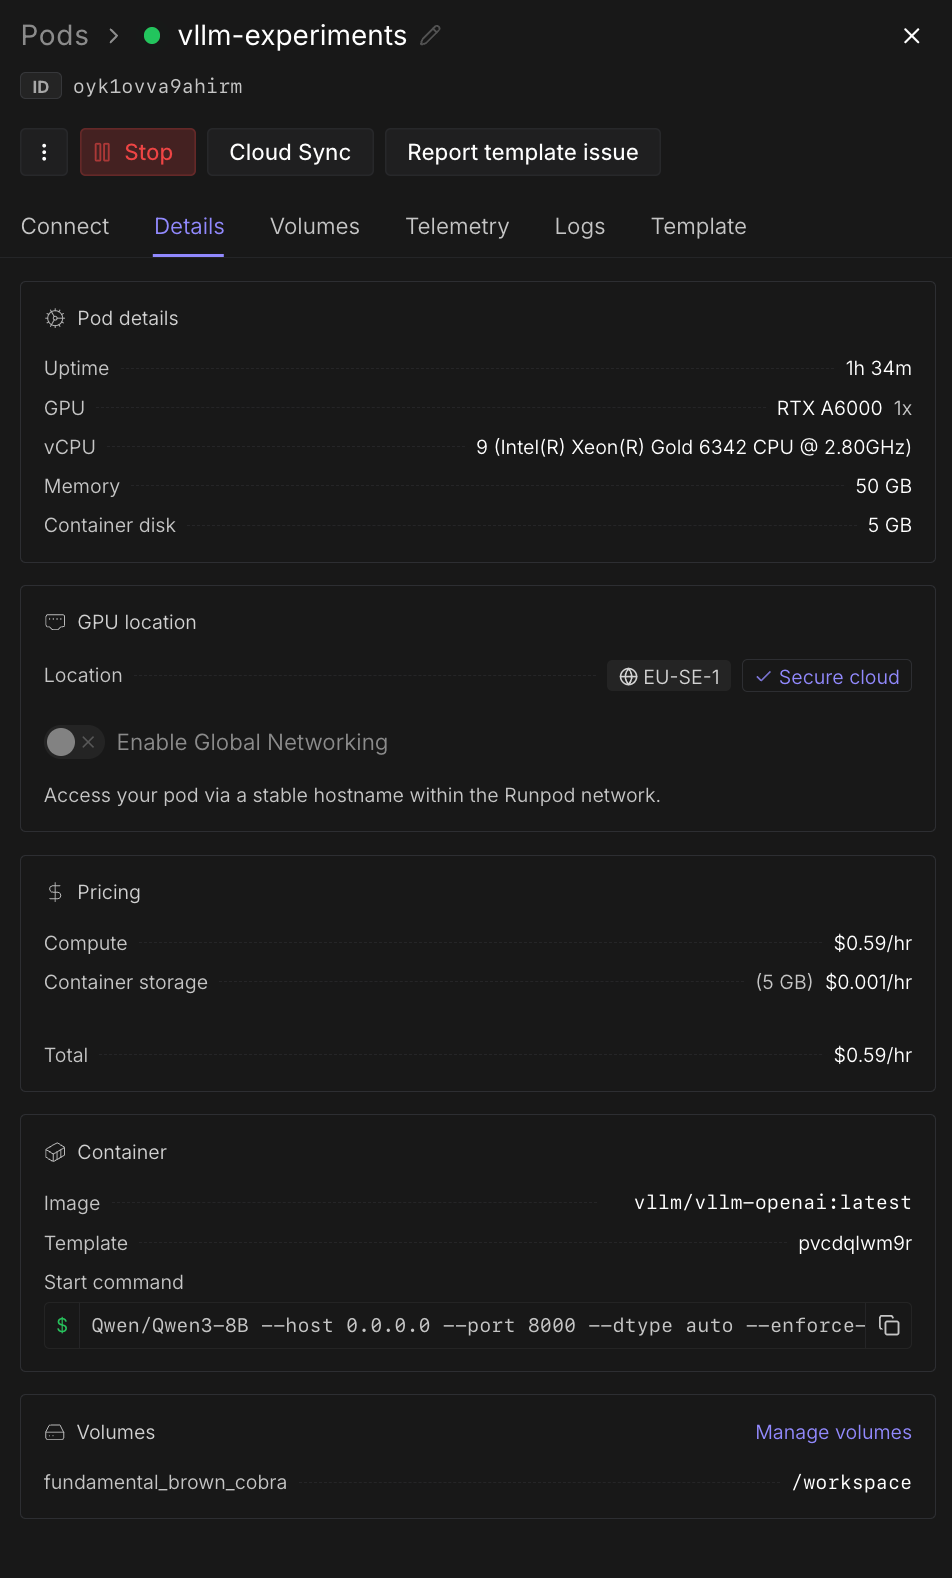 Pods > vllm-experiments
ID oyk1ovva9ahirm
Stop Cloud Sync Report template issue
Connect Details Volumes Telemetry Logs Template
Pod details
Uptime 1h 34m
GPU RTX A6000 1x
vCPU 9 (Intel(R) Xeon(R) Gold 6342 CPU @ 2.80GHz)
Memory 50 GB
Container disk 5 GB
GPU location
Location EU-SE-1 Secure cloud
Enable Global Networking
Access your pod via a stable hostname within the Runpod network.
Pricing
Compute $0.59/hr
Container storage (5 GB) $0.001/hr
Total $0.59/hr
Container
Image vllm/vllm-openai:latest
Template pvcdqlwm9r
Start command
$ Qwen/Qwen3-8B --host 0.0.0.0 --port 8000 --dtype auto --enforce-
Volumes Manage volumes
fundamental_brown_cobra /workspace